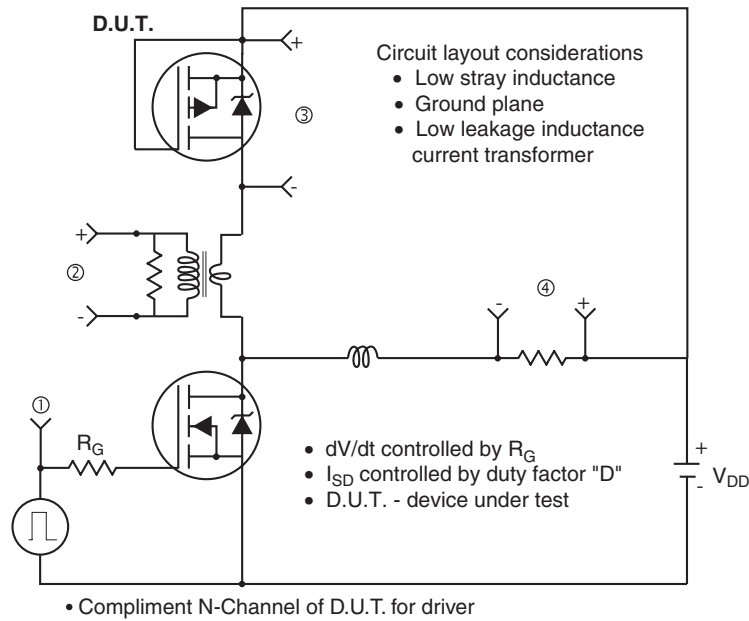 D.U.T.
+
Circuit layout considerations
• Low stray inductance
• Ground plane
• Low leakage inductance
current transformer
③
-
+
②
-
④
-
+
①
R_G
• dV/dt controlled by R_G
• I_SD controlled by duty factor "D"
• D.U.T. - device under test
+
-
V_DD
• Compliment N-Channel of D.U.T. for driver